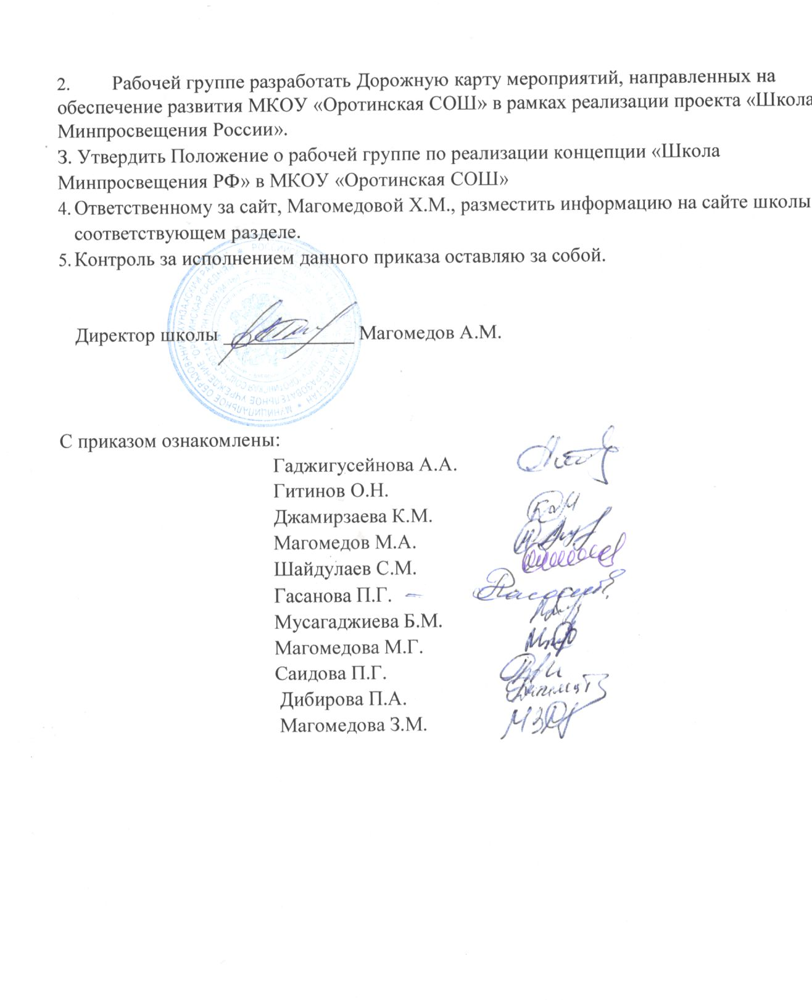 2. Рабочей группе разработать Дорожную карту мероприятий, направленных на
обеспечение развития МКОУ «Оротинская СОШ» в рамках реализации проекта «Школа
Минпросвещения России».
3. Утвердить Положение о рабочей группе по реализации концепции «Школа
Минпросвещения РФ» в МКОУ «Оротинская СОШ»
4. Ответственному за сайт, Магомедовой Х.М., разместить информацию на сайте школы
соответствующем разделе.
5. Контроль за исполнением данного приказа оставляю за собой.
Директор школы Магомедов А.М.
С приказом ознакомлены:
Гаджигусейнова А.А.
Гитинов О.Н.
Джамирзаева К.М.
Магомедов М.А.
Шайдулаев С.М.
Гасанова П.Г. –
Мусагаджиева Б.М.
Магомедова М.Г.
Саидова П.Г.
Дибирова П.А.
Магомедова З.М.